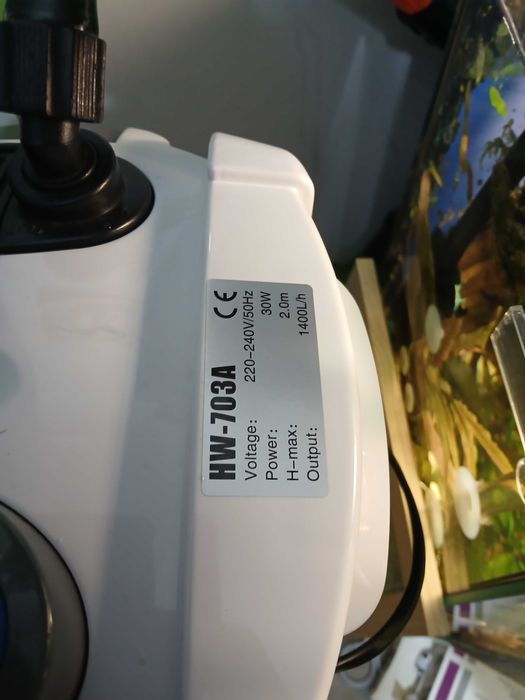 HW-703A CE
Voltage: 220-240V/50Hz
Power: 30W
H-max: 2.0m
Output: 1400L/h